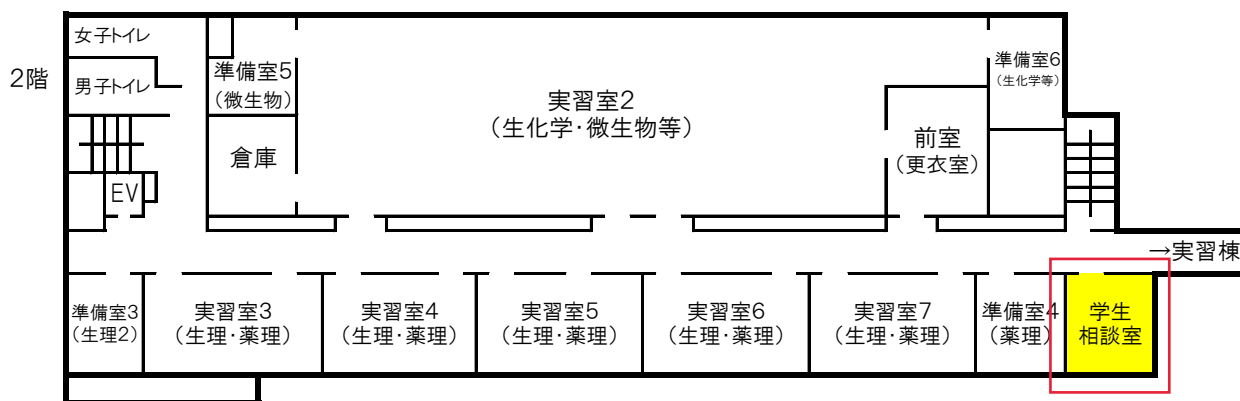 女子トイレ
2階
男子トイレ
準備室5
（微生物）
実習室2
（生化学・微生物等）
準備室6
（生化学等）
倉庫
前室
（更衣室）
EV
→実習棟
準備室3
（生理2）
実習室3
（生理・薬理）
実習室4
（生理・薬理）
実習室5
（生理・薬理）
実習室6
（生理・薬理）
実習室7
（生理・薬理）
準備室4
（薬理）
学生
相談室